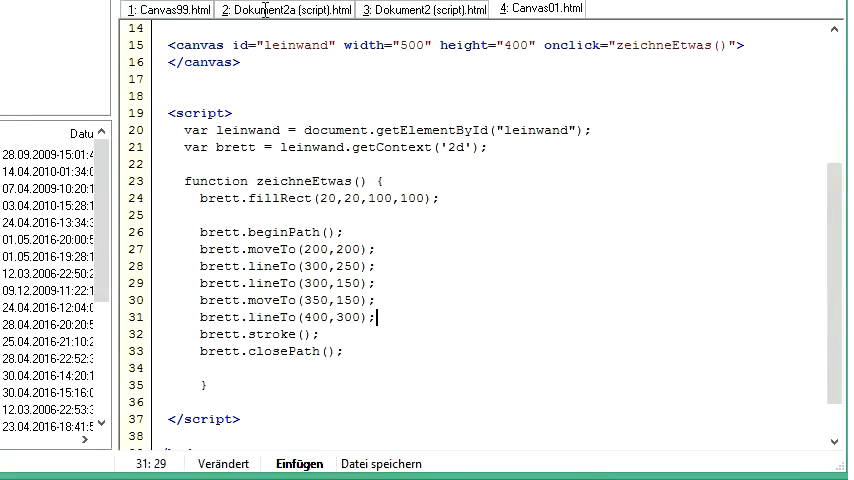 1: Canvas99.html 2: Dokument2a (script).html 3: Dokument2 (script).html 4: Canvas01.html
14
15 <canvas id="leinwand" width="500" height="400" onclick="zeichneEtwas()">
16 </canvas>
17
18
19 <script>
20 var leinwand = document.getElementById("leinwand");
21 var brett = leinwand.getContext('2d');
22
23 function zeichneEtwas() {
24 brett.fillRect(20,20,100,100);
25
26 brett.beginPath();
27 brett.moveTo(200,200);
28 brett.lineTo(300,250);
29 brett.lineTo(300,150);
30 brett.moveTo(350,150);
31 brett.lineTo(400,300);
32 brett.stroke();
33 brett.closePath();
34
35 }
36
37 </script>
38
Datu
28.09.2009-15:01:4
14.04.2010-01:34:0
07.04.2009-10:20:1
03.04.2010-15:28:1
24.04.2016-13:34:3
01.05.2016-20:00:5
01.05.2016-19:28:1
12.03.2006-22:50:2
09.12.2009-11:22:1
24.04.2016-12:04:0
28.04.2016-20:20:5
25.04.2016-21:10:2
28.04.2016-22:52:3
30.04.2016-14:20:1
30.04.2016-15:16:0
12.03.2006-22:53:3
23.04.2016-18:41:5
31: 29 Verändert Einfügen Datei speichern